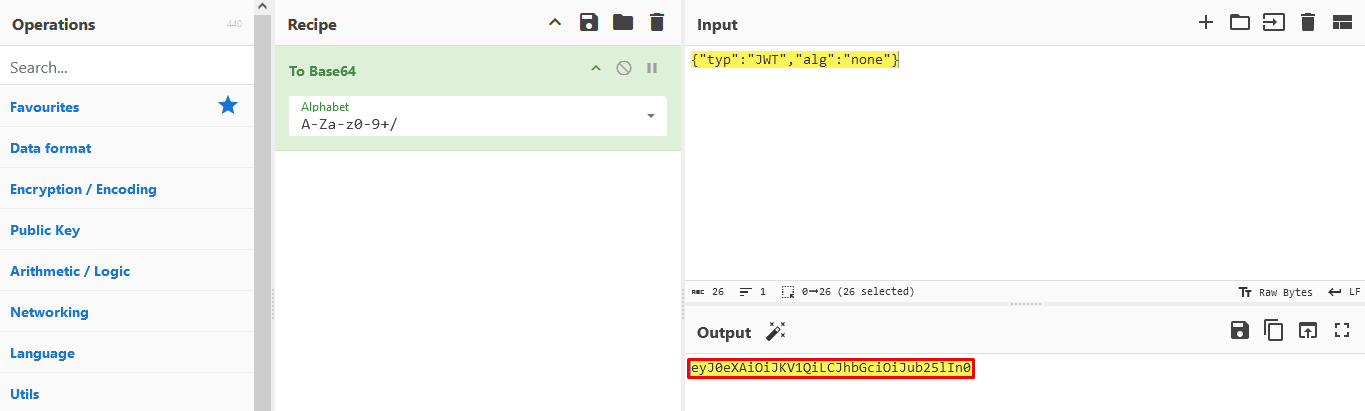 Operations
440
Search...
Favourites
Data format
Encryption / Encoding
Public Key
Arithmetic / Logic
Networking
Language
Utils
Recipe
To Base64
Alphabet
A-Za-z0-9+/
Input
{"typ":"JWT","alg":"none"}
ABC 26 1 0→26 (26 selected)
Tт Raw Bytes LF
Output
eyJ0eXAiOiJKV1QiLCJhbGciOiJub25lIn0